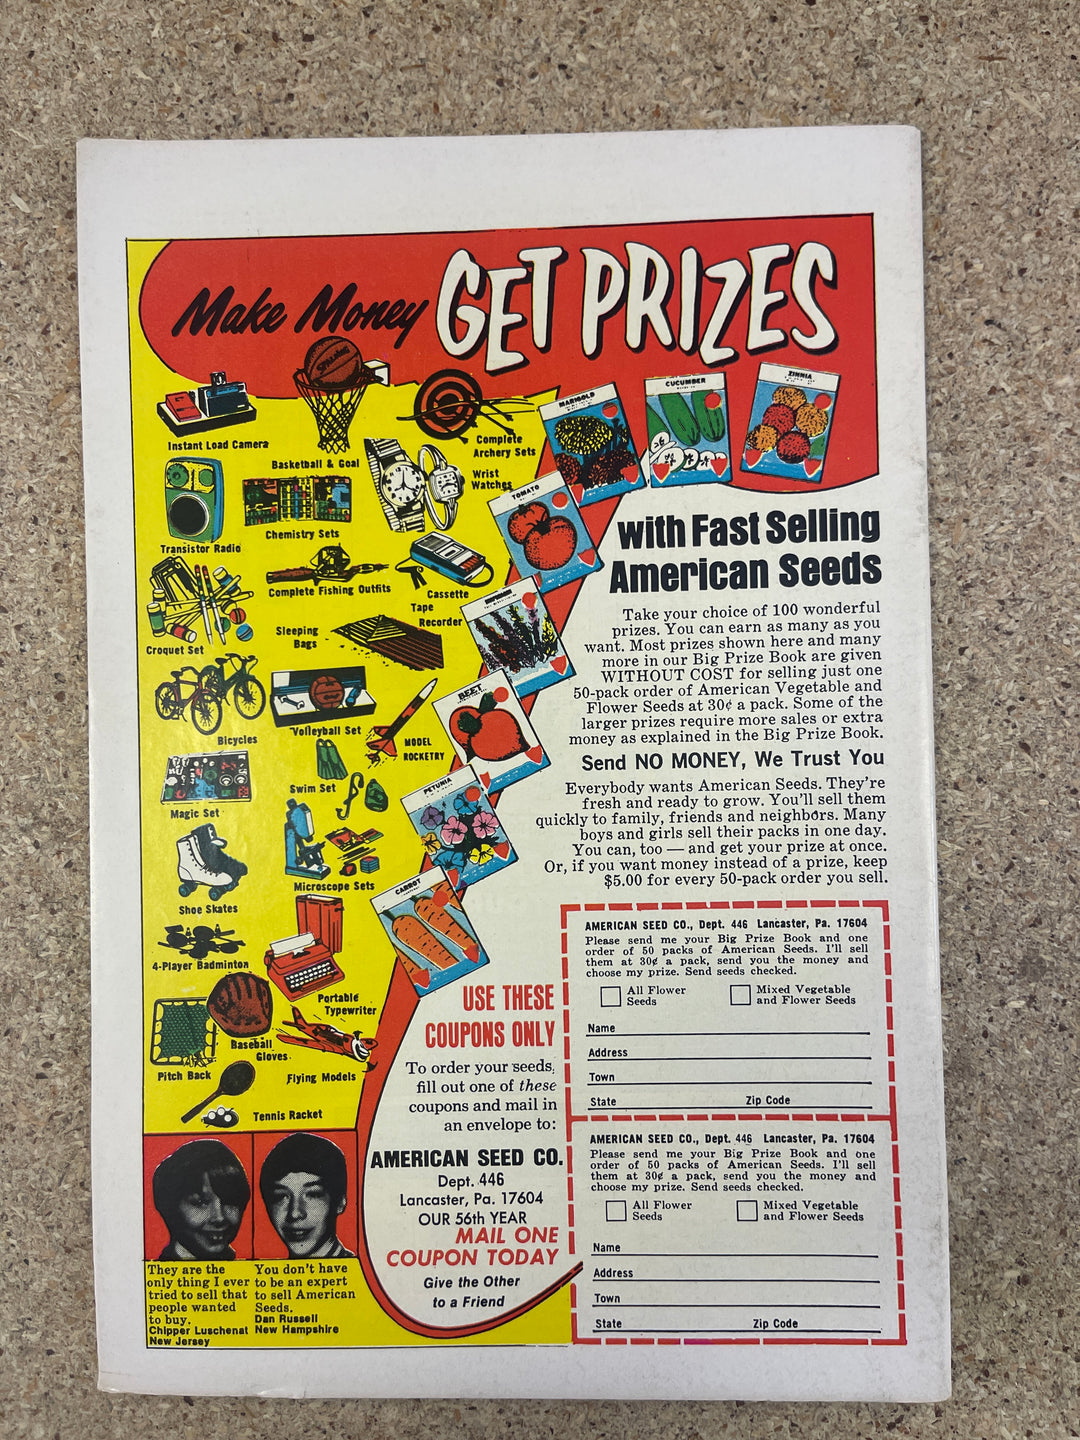 Make Money GET PRIZES
Instant Load Camera
Basketball & Goal
Complete
Archery Sets
Wrist
Watches
Transistor Radio
Chemistry Sets
Complete Fishing Outfits
Cassette
Tape
Recorder
Croquet Set
Sleeping
Bags
Bicycles
Volleyball Set
MODEL
ROCKETRY
Magic Set
Swim Set
Microscope Sets
Shoe Skates
4-Player Badminton
Portable
Typewriter
Baseball
Gloves
Pitch Back
Flying Models
Tennis Racket
MARIGOLD
CUCUMBER
ZINNIA
TOMATO
BEET
PETUNIA
CARROT
with Fast Selling
American Seeds
Take your choice of 100 wonderful
prizes. You can earn as many as you
want. Most prizes shown here and many
more in our Big Prize Book are given
WITHOUT COST for selling just one
50-pack order of American Vegetable and
Flower Seeds at 30¢ a pack. Some of the
larger prizes require more sales or extra
money as explained in the Big Prize Book.
Send NO MONEY, We Trust You
Everybody wants American Seeds. They're
fresh and ready to grow. You'll sell them
quickly to family, friends and neighbors. Many
boys and girls sell their packs in one day.
You can, too — and get your prize at once.
Or, if you want money instead of a prize, keep
$5.00 for every 50-pack order you sell.
USE THESE
COUPONS ONLY
To order your seeds,
fill out one of these
coupons and mail in
an envelope to:
AMERICAN SEED CO.
Dept. 446
Lancaster, Pa. 17604
OUR 56th YEAR
MAIL ONE
COUPON TODAY
Give the Other
to a Friend
AMERICAN SEED CO., Dept. 446 Lancaster, Pa. 17604
Please send me your Big Prize Book and one
order of 50 packs of American Seeds. I'll sell
them at 30¢ a pack, send you the money and
choose my prize. Send seeds checked.
All Flower
Seeds
Mixed Vegetable
and Flower Seeds
Name
Address
Town
State Zip Code
AMERICAN SEED CO., Dept. 446 Lancaster, Pa. 17604
Please send me your Big Prize Book and one
order of 50 packs of American Seeds. I'll sell
them at 30¢ a pack, send you the money and
choose my prize. Send seeds checked.
All Flower
Seeds
Mixed Vegetable
and Flower Seeds
Name
Address
Town
State Zip Code
They are the
only thing I ever
tried to sell that
people wanted
to buy.
Chipper Luschenat
New Jersey
You don't have
to be an expert
to sell American
Seeds.
Dan Russell
New Hampshire